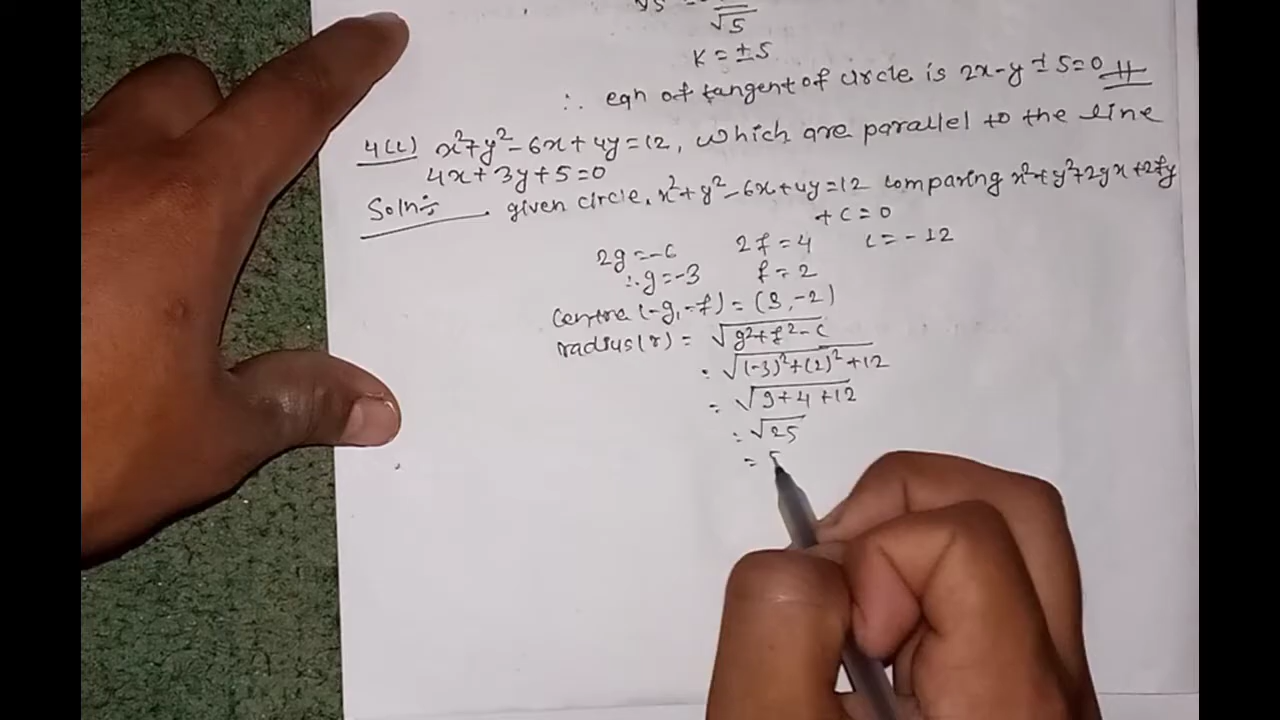 √5
K = ±5
∴ eqn of tangent of circle is 2x-y ± 5=0 #
4(c) x²+y²-6x+4y=12, which are parallel to the line
4x+3y+5=0
Soln:- given circle, x²+y²-6x+4y=12 comparing x²+y²+2gx+2fy
+c=0
2g=-6 2f=4 c=-12
∴g=-3 f=2
centre (-g,-f) = (3,-2)
radius(r) = √g²+f²-c
= √(-3)²+(2)²+12
= √9+4+12
= √25
= 5